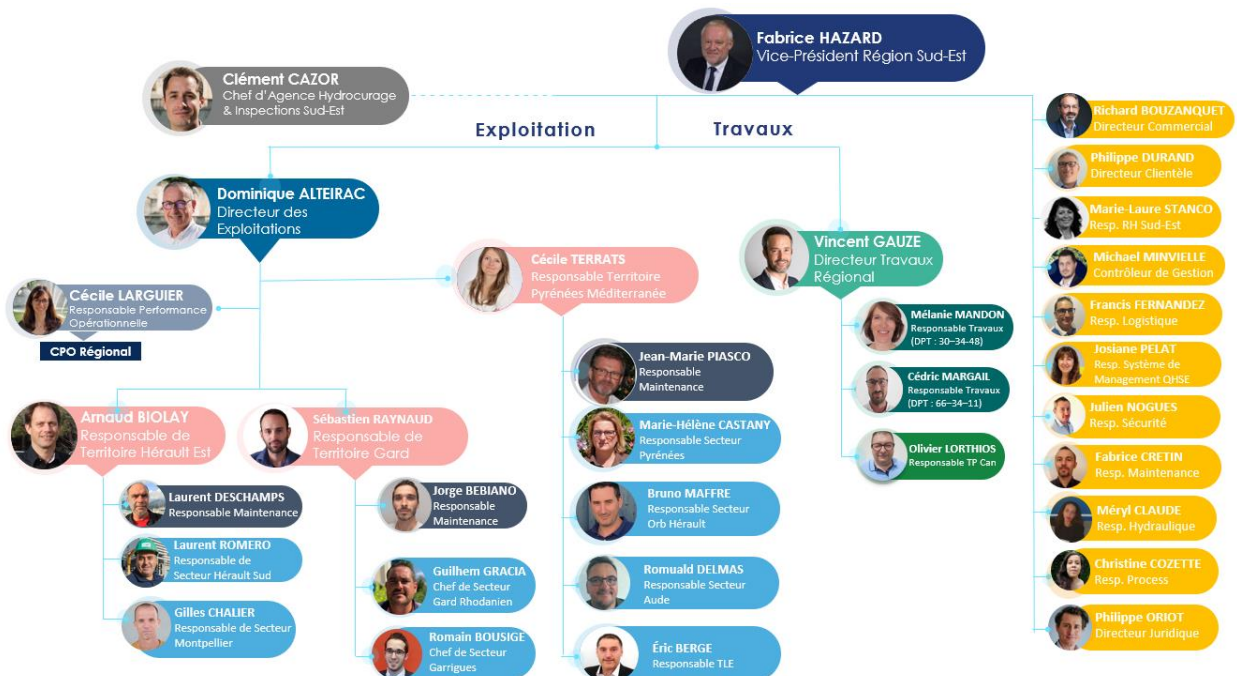 Fabrice HAZARD
Vice-Président Région Sud-Est
Clément CAZOR
Chef d'Agence Hydrocurage
& Inspections Sud-Est
Exploitation
Travaux
Dominique ALTEIRAC
Directeur des
Exploitations
Cécile LARGUIER
Responsable Performance
Opérationnelle
CPO Régional
Arnaud BIOLAY
Responsable de
Territoire Hérault Est
Laurent DESCHAMPS
Responsable Maintenance
Laurent ROMERO
Responsable de
Secteur Hérault Sud
Gilles CHALIER
Responsable de Secteur
Montpellier
Sébastien RAYNAUD
Responsable de
Territoire Gard
Jorge BEBIANO
Responsable
Maintenance
Guilhem GRACIA
Chef de Secteur
Gard Rhodanien
Romain BOUSIGE
Chef de Secteur
Garrigues
Cécile TERRATS
Responsable Territoire
Pyrénées Méditerranée
Jean-Marie PIASCO
Responsable
Maintenance
Marie-Hélène CASTANY
Responsable Secteur
Pyrénées
Bruno MAFFRE
Responsable Secteur
Orb Hérault
Romuald DELMAS
Responsable Secteur
Aude
Éric BERGE
Responsable TLE
Vincent GAUZE
Directeur Travaux
Régional
Mélanie MANDON
Responsable Travaux
(DPT : 30–34-48)
Cédric MARGAIL
Responsable Travaux
(DPT : 66–34–11)
Olivier LORTHIOS
Responsable TP Can
Richard BOUZANQUET
Directeur Commercial
Philippe DURAND
Directeur Clientèle
Marie-Laure STANCO
Resp. RH Sud-Est
Michael MINVIELLE
Contrôleur de Gestion
Francis FERNANDEZ
Resp. Logistique
Josiane PELAT
Resp. Système de
Management QHSE
Julien NOGUES
Resp. Sécurité
Fabrice CRETIN
Resp. Maintenance
Méryl CLAUDE
Resp. Hydraulique
Christine COZETTE
Resp. Process
Philippe ORIOT
Directeur Juridique